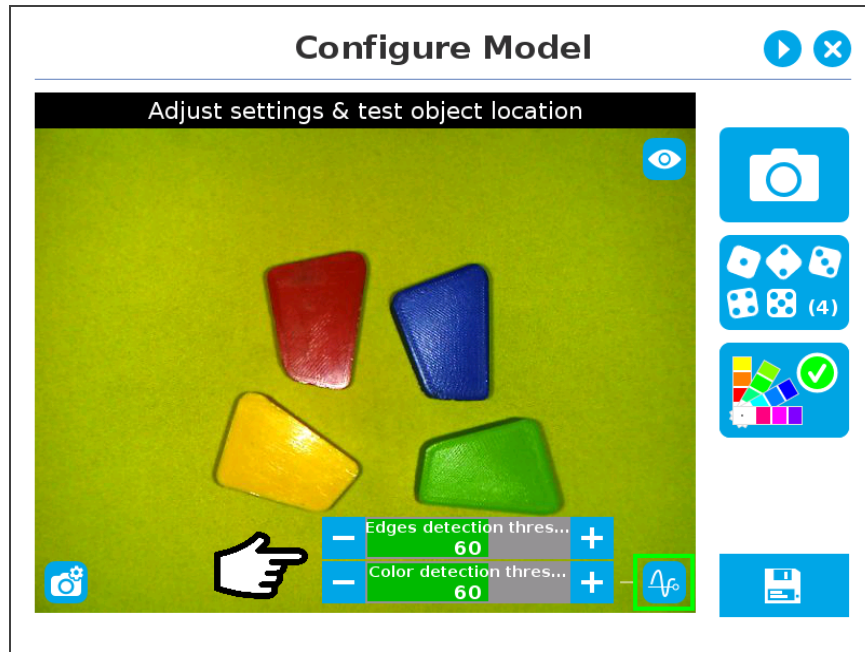 Configure Model
Adjust settings & test object location
(4)
Edges detection thres...
60
Color detection thres...
60